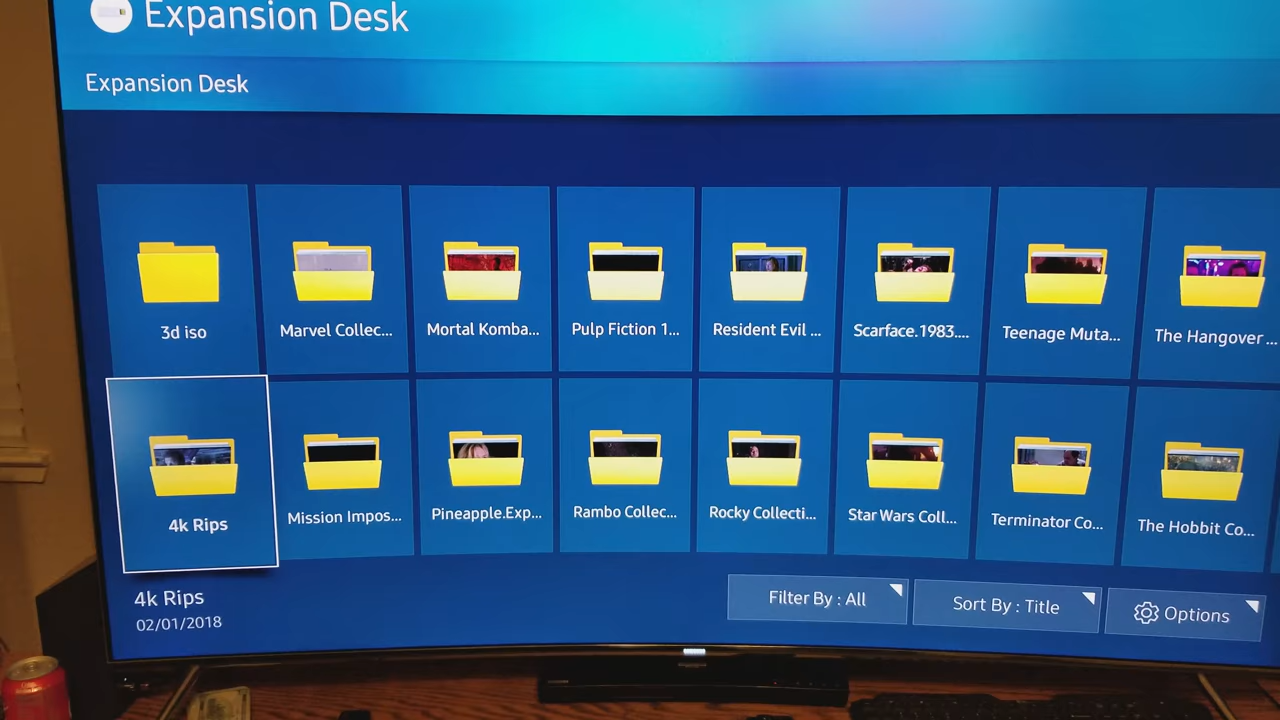 Expansion Desk
Expansion Desk
3d iso
Marvel Collec...
Mortal Komba...
Pulp Fiction 1...
Resident Evil ...
Scarface.1983....
Teenage Muta...
The Hangover ...
4k Rips
Mission Impos...
Pineapple.Exp...
Rambo Collec...
Rocky Collecti...
Star Wars Coll...
Terminator Co...
The Hobbit Co...
4k Rips
02/01/2018
Filter By : All
Sort By : Title
Options